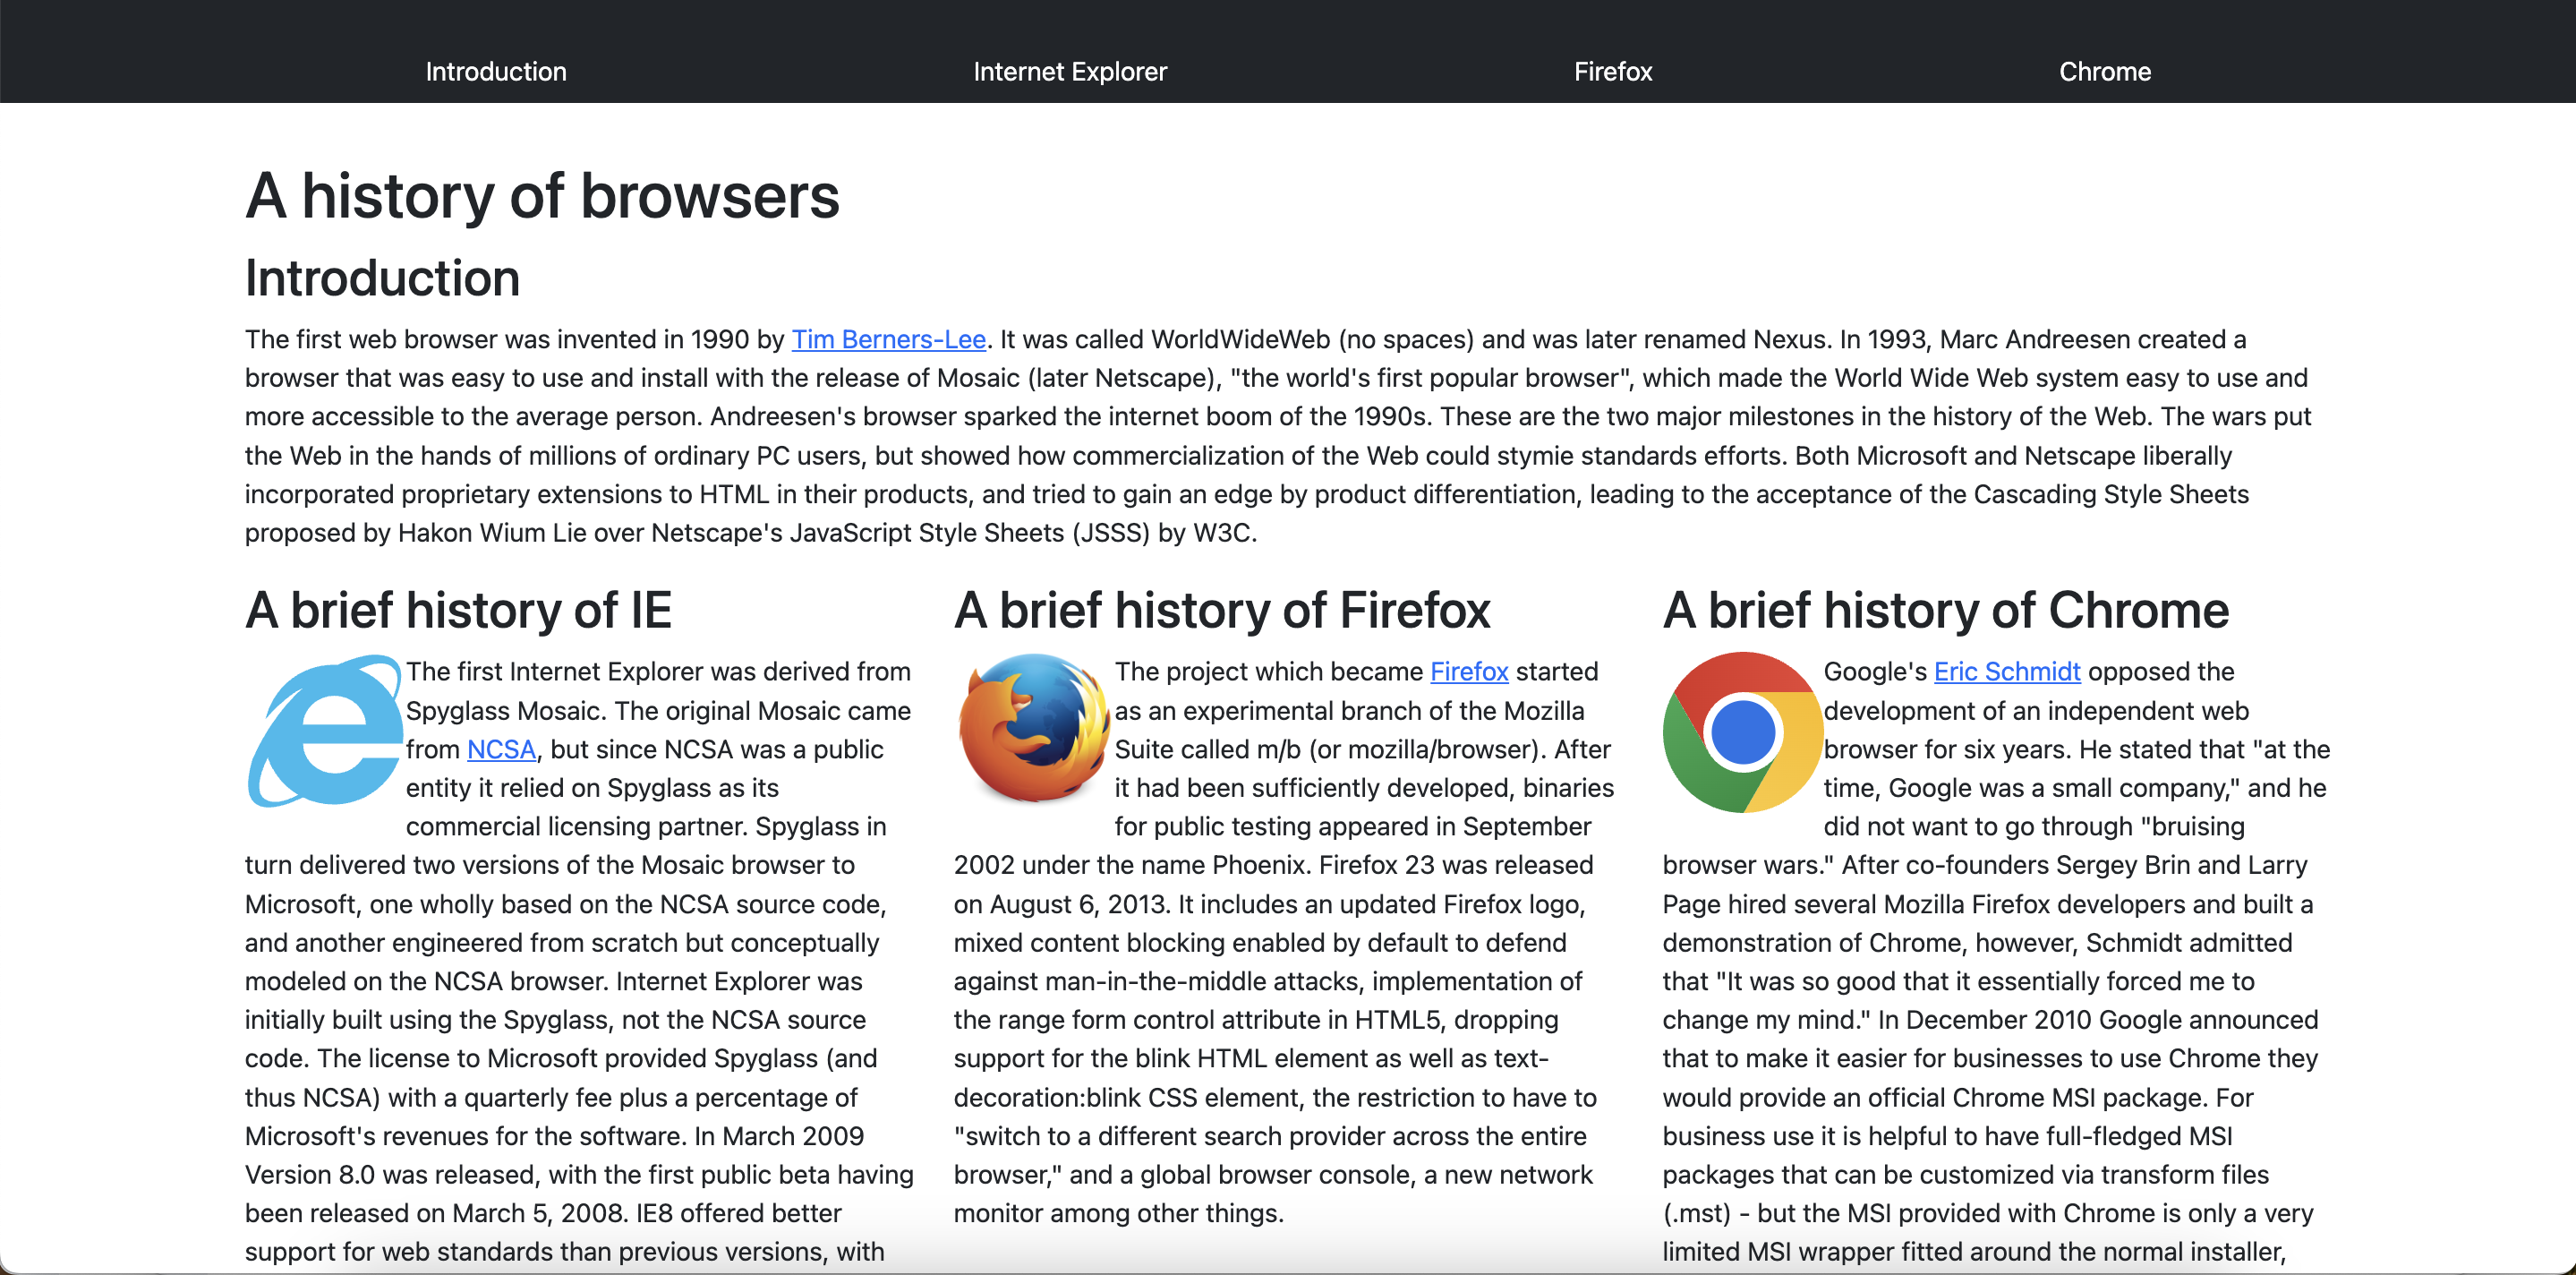 Introduction Internet Explorer Firefox Chrome
A history of browsers
Introduction
The first web browser was invented in 1990 by Tim Berners-Lee. It was called WorldWideWeb (no spaces) and was later renamed Nexus. In 1993, Marc Andreesen created a
browser that was easy to use and install with the release of Mosaic (later Netscape), "the world's first popular browser", which made the World Wide Web system easy to use and
more accessible to the average person. Andreesen's browser sparked the internet boom of the 1990s. These are the two major milestones in the history of the Web. The wars put
the Web in the hands of millions of ordinary PC users, but showed how commercialization of the Web could stymie standards efforts. Both Microsoft and Netscape liberally
incorporated proprietary extensions to HTML in their products, and tried to gain an edge by product differentiation, leading to the acceptance of the Cascading Style Sheets
proposed by Hakon Wium Lie over Netscape's JavaScript Style Sheets (JSSS) by W3C.
A brief history of IE
The first Internet Explorer was derived from
Spyglass Mosaic. The original Mosaic came
from NCSA, but since NCSA was a public
entity it relied on Spyglass as its
commercial licensing partner. Spyglass in
turn delivered two versions of the Mosaic browser to
Microsoft, one wholly based on the NCSA source code,
and another engineered from scratch but conceptually
modeled on the NCSA browser. Internet Explorer was
initially built using the Spyglass, not the NCSA source
code. The license to Microsoft provided Spyglass (and
thus NCSA) with a quarterly fee plus a percentage of
Microsoft's revenues for the software. In March 2009
Version 8.0 was released, with the first public beta having
been released on March 5, 2008. IE8 offered better
support for web standards than previous versions, with
A brief history of Firefox
The project which became Firefox started
as an experimental branch of the Mozilla
Suite called m/b (or mozilla/browser). After
it had been sufficiently developed, binaries
for public testing appeared in September
2002 under the name Phoenix. Firefox 23 was released
on August 6, 2013. It includes an updated Firefox logo,
mixed content blocking enabled by default to defend
against man-in-the-middle attacks, implementation of
the range form control attribute in HTML5, dropping
support for the blink HTML element as well as text-
decoration:blink CSS element, the restriction to have to
"switch to a different search provider across the entire
browser," and a global browser console, a new network
monitor among other things.
A brief history of Chrome
Google's Eric Schmidt opposed the
development of an independent web
browser for six years. He stated that "at the
time, Google was a small company," and he
did not want to go through "bruising
browser wars." After co-founders Sergey Brin and Larry
Page hired several Mozilla Firefox developers and built a
demonstration of Chrome, however, Schmidt admitted
that "It was so good that it essentially forced me to
change my mind." In December 2010 Google announced
that to make it easier for businesses to use Chrome they
would provide an official Chrome MSI package. For
business use it is helpful to have full-fledged MSI
packages that can be customized via transform files
(.mst) - but the MSI provided with Chrome is only a very
limited MSI wrapper fitted around the normal installer,